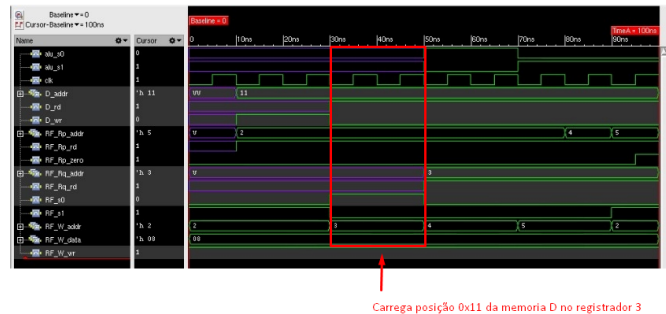 Baseline ▾= 0
Cursor-Baseline ▾= 100ns
Baseline = 0
TimeA = 100ns
Name Cursor 0 10ns 20ns 30ns 40ns 50ns 60ns 70ns 80ns 90ns
alu_s0 0
alu_s1 1
clk 1
D_addr 'h 11 UU 11
D_rd 1
D_wr 0
RF_Rp_addr 'h 5 U 2 4 5
RF_Rp_rd 1
RF_Rp_zero 1
RF_Rq_addr 'h 3 U 3
RF_Rq_rd 1
RF_s0 0
RF_s1 1
RF_W_addr 'h 2 2 3 4 5 2
RF_W_data 'h 00 00
RF_W_wr 1
Carrega posição 0x11 da memoria D no registrador 3